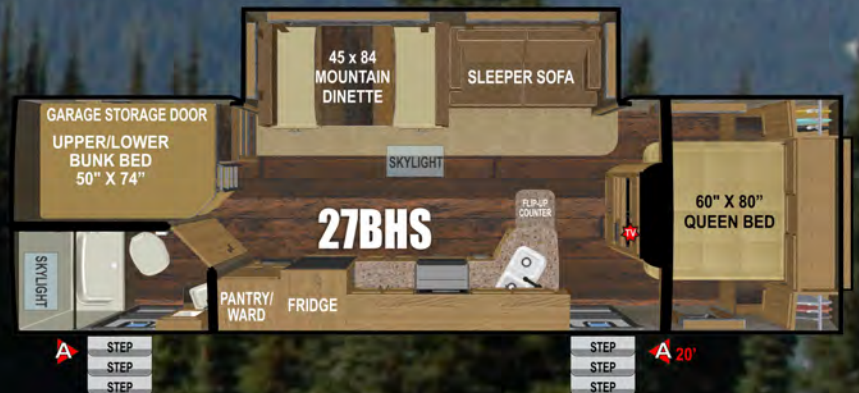 45 x 84
MOUNTAIN
DINETTE
SLEEPER SOFA
GARAGE STORAGE DOOR
UPPER/LOWER
BUNK BED
50" X 74”
SKYLIGHT
60" X 80”
QUEEN BED
FLIP-UP
COUNTER
27BHS
TV
SKYLIGHT
PANTRY/
WARD
FRIDGE
A
STEP
STEP
STEP
STEP
STEP
STEP
A 20'